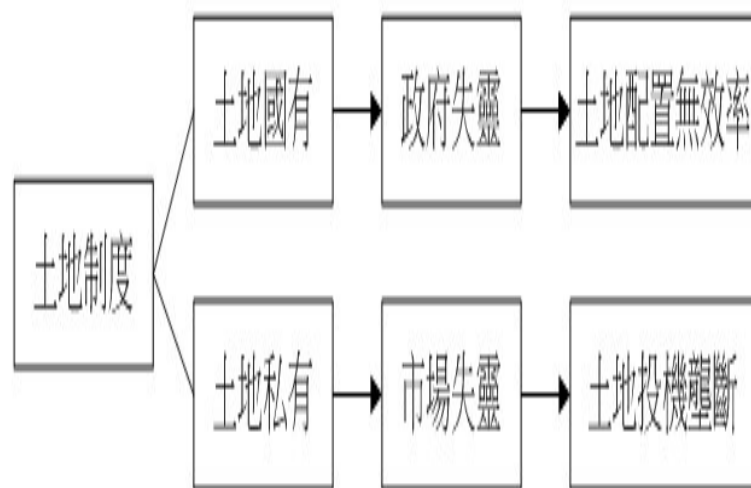 土地制度
土地國有
政府失靈
土地配置無效率
土地私有
市場失靈
土地投機壟斷